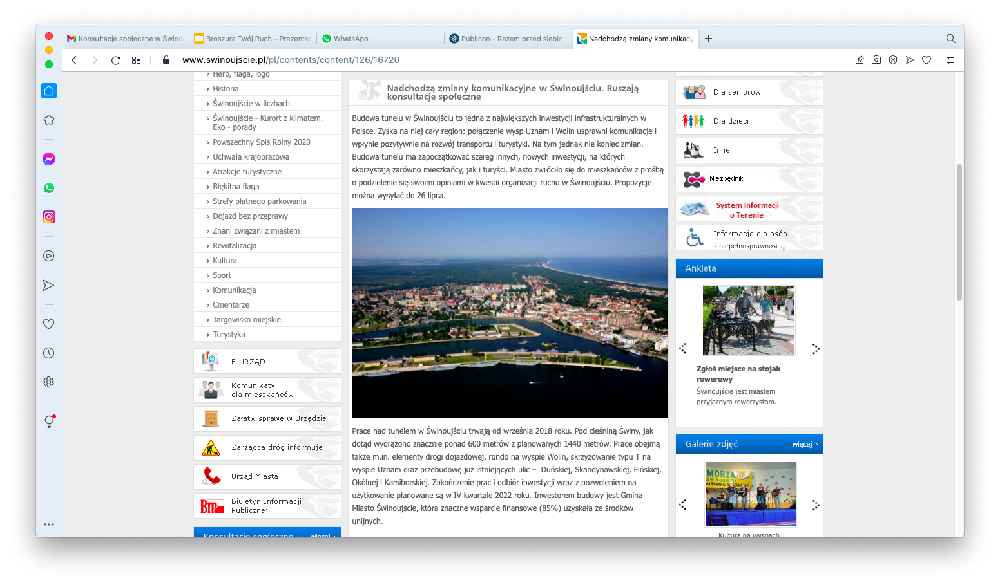 Konsultacje społeczne w Świno
Broszura Twój Ruch - Prezentac
WhatsApp
Publicon - Razem przed siebie -
Nadchodzą zmiany komunikacy
www.swinoujscie.pl/pl/contents/content/126/16720
Herb, flaga, logo
Historia
Świnoujście w liczbach
Świnoujście - Kurort z klimatem.
Eko - porady
Powszechny Spis Rolny 2020
Uchwała krajobrazowa
Atrakcje turystyczne
Błękitna flaga
Strefy płatnego parkowania
Dojazd bez przeprawy
Znani związani z miastem
Rewitalizacja
Kultura
Sport
Komunikacja
Cmentarze
Targowisko miejskie
Turystyka
E-URZĄD
Komunikaty
dla mieszkańców
Załatw sprawę w Urzędzie
Zarządca dróg informuje
Urząd Miasta
BIP
Biuletyn Informacji
Publicznej
Konsultacje społeczne
więcej ›
Nadchodzą zmiany komunikacyjne w Świnoujściu. Ruszają
konsultacje społeczne
Budowa tunelu w Świnoujściu to jedna z największych inwestycji infrastrukturalnych w
Polsce. Zyska na niej cały region: połączenie wysp Uznam i Wolin usprawni komunikację i
wpłynie pozytywnie na rozwój transportu i turystyki. Na tym jednak nie koniec zmian.
Budowa tunelu ma zapoczątkować szereg innych, nowych inwestycji, na których
skorzystają zarówno mieszkańcy, jak i turyści. Miasto zwróciło się do mieszkańców z prośbą
o podzielenie się swoimi opiniami w kwestii organizacji ruchu w Świnoujściu. Propozycje
można wysyłać do 26 lipca.
Prace nad tunelem w Świnoujściu trwają od września 2018 roku. Pod cieśniną Świny, jak
dotąd wydrążono znacznie ponad 600 metrów z planowanych 1440 metrów. Prace obejmą
także m.in. elementy drogi dojazdowej, rondo na wyspie Wolin, skrzyżowanie typu T na
wyspie Uznam oraz przebudowę już istniejących ulic – Duńskiej, Skandynawskiej, Fińskiej,
Okólnej i Karsiborskiej. Zakończenie prac i odbiór inwestycji wraz z pozwoleniem na
użytkowanie planowane są w IV kwartale 2022 roku. Inwestorem budowy jest Gmina
Miasto Świnoujście, która znaczne wsparcie finansowe (85%) uzyskała ze środków
unijnych.
Dla seniorów
Dla dzieci
Inne
Niezbędnik
System Informacji
o Terenie
Informacje dla osób
z niepełnosprawnością
Ankieta
Zgłoś miejsce na stojak
rowerowy
Świnoujście jest miastem
przyjaznym rowerzystom.
Galerie zdjęć
więcej ›
MORZA
2018
Kultura na wyspach